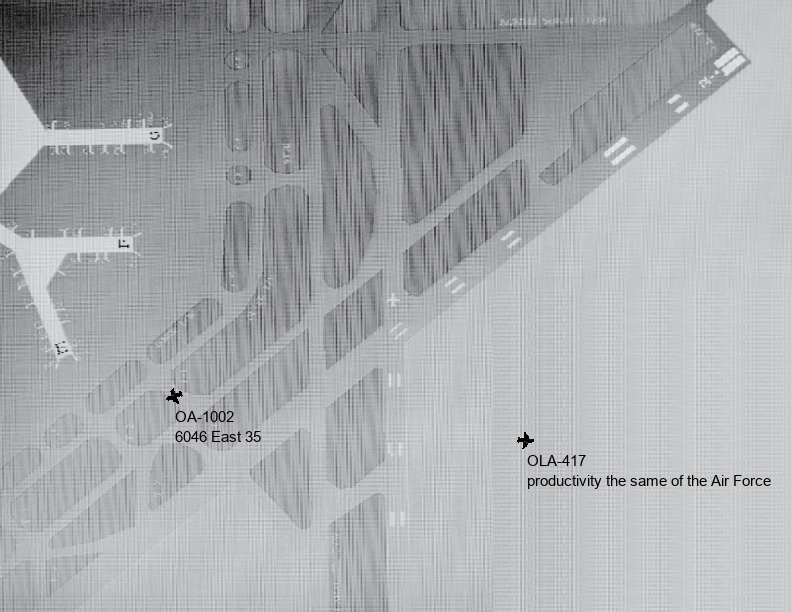 G
F
E
OA-1002
6046 East 35
OLA-417
productivity the same of the Air Force